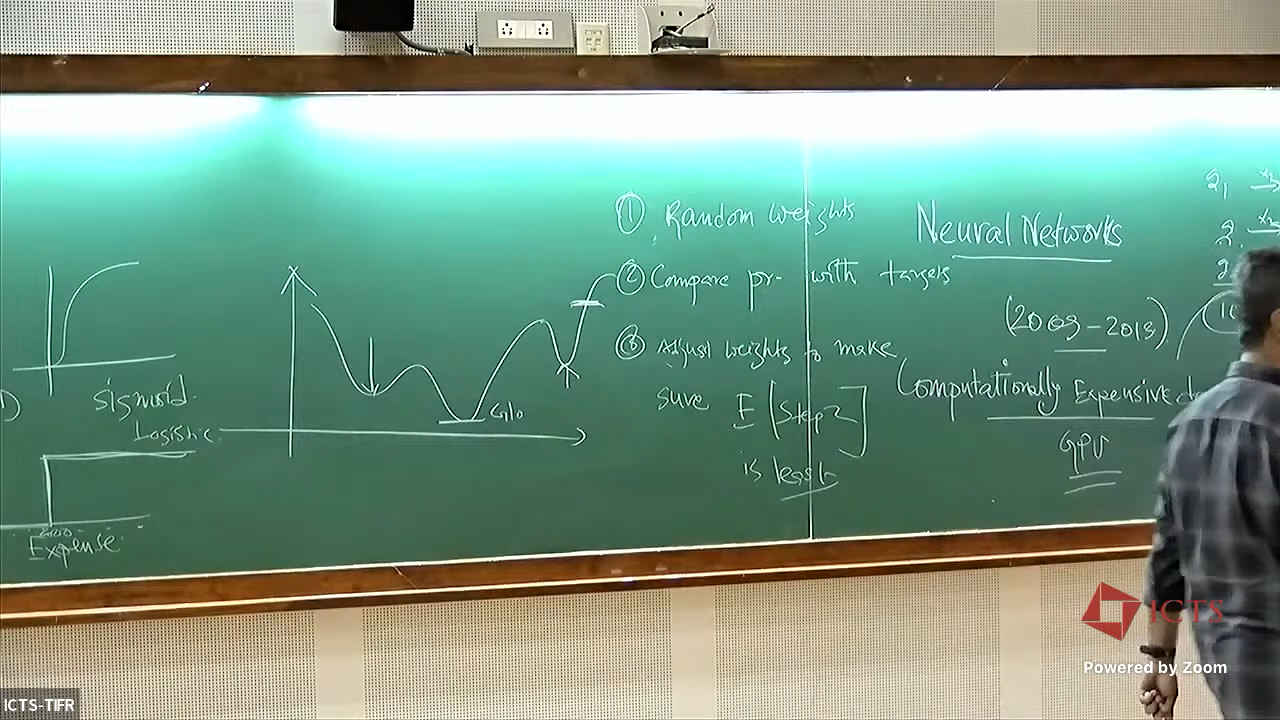 sigmoid.
Logistic
Expense
Glo
① Random weights
② Compare pr- with targets
③ Adjust weights to make
sure E [Step 2]
is least
Neural Networks
(2009-2013)
Computationally Expensive
GPU
ICTS
Powered by Zoom
ICTS-TIFR